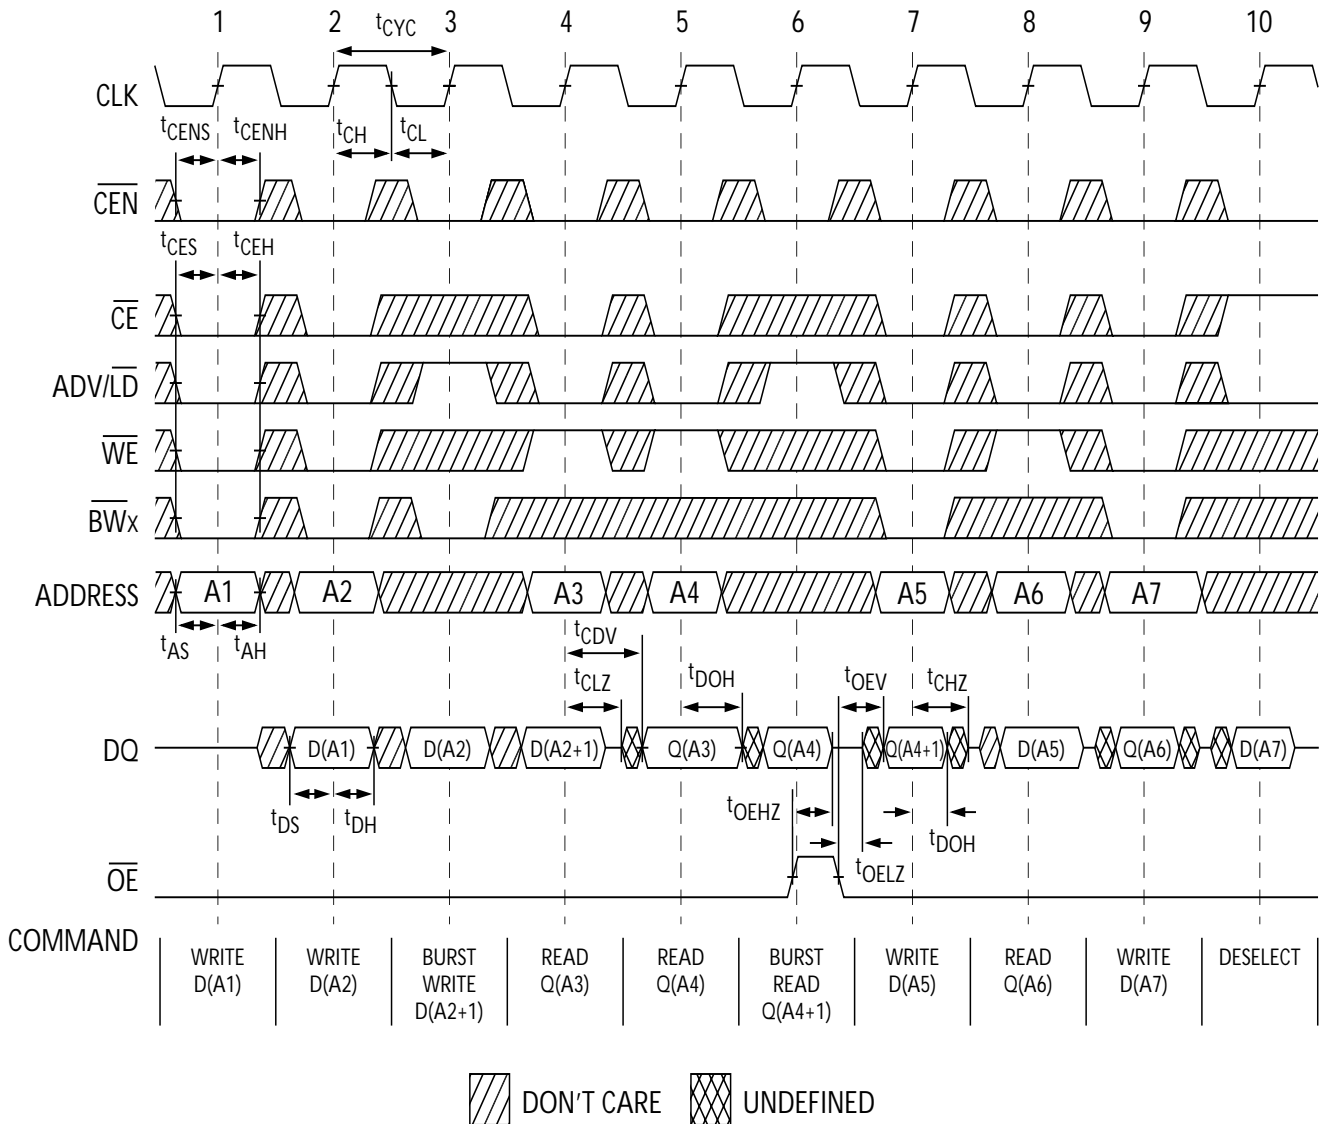 1 2 tCYC 3 4 5 6 7 8 9 10
CLK
tCENS tCENH tCH tCL
CEN
tCES tCEH
CE
ADV/LD
WE
BWx
ADDRESS A1 A2 A3 A4 A5 A6 A7
tAS tAH tCDV
tCLZ tDOH tOEV tCHZ
DQ D(A1) D(A2) D(A2+1) Q(A3) Q(A4) Q(A4+1) D(A5) Q(A6) D(A7)
tDS tDH tOEHZ tDOH
tOELZ
OE
COMMAND
WRITE D(A1)
WRITE D(A2)
BURST
WRITE
D(A2+1)
READ
Q(A3)
READ
Q(A4)
BURST
READ
Q(A4+1)
WRITE
D(A5)
READ
Q(A6)
WRITE
D(A7)
DESELECT
DON'T CARE UNDEFINED